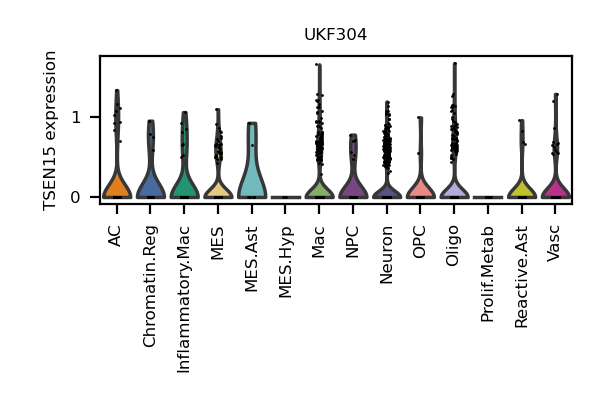 UKF304
TSEN15 expression
1
0
AC
Chromatin.Reg
Inflammatory.Mac
MES
MES.Ast
MES.Hyp
Mac
NPC
Neuron
OPC
Oligo
Prolif.Metab
Reactive.Ast
Vasc